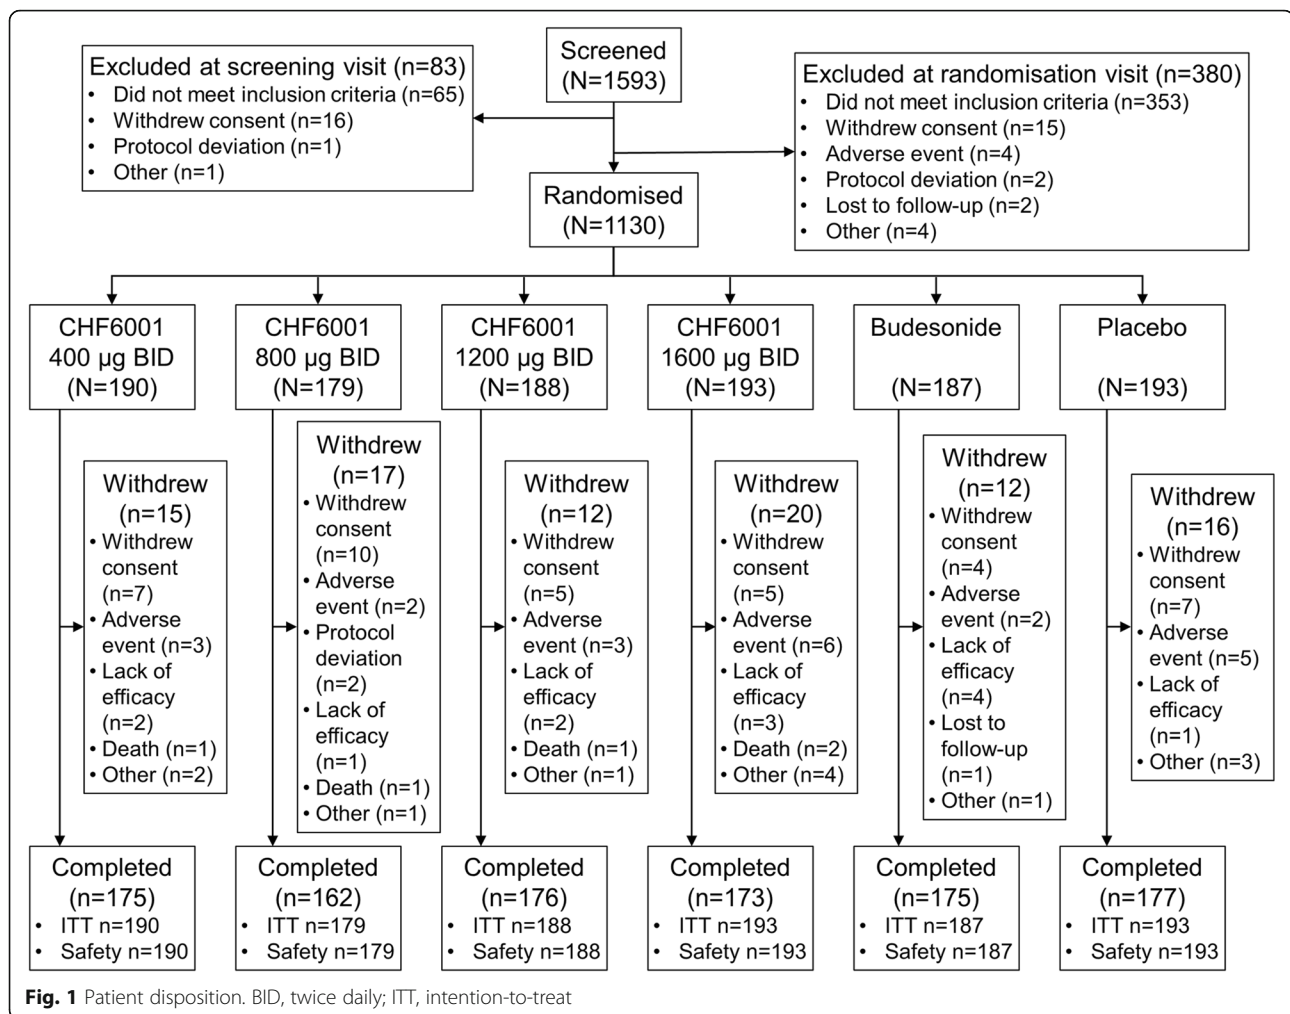 Screened
(N=1593)
Excluded at screening visit (n=83)
• Did not meet inclusion criteria (n=65)
• Withdrew consent (n=16)
• Protocol deviation (n=1)
• Other (n=1)
Excluded at randomisation visit (n=380)
• Did not meet inclusion criteria (n=353)
• Withdrew consent (n=15)
• Adverse event (n=4)
• Protocol deviation (n=2)
• Lost to follow-up (n=2)
• Other (n=4)
Randomised
(N=1130)
CHF6001
400 µg BID
(N=190)
CHF6001
800 µg BID
(N=179)
CHF6001
1200 µg BID
(N=188)
CHF6001
1600 µg BID
(N=193)
Budesonide
(N=187)
Placebo
(N=193)
Withdrew
(n=15)
• Withdrew
consent
(n=7)
• Adverse
event (n=3)
• Lack of
efficacy
(n=2)
• Death (n=1)
• Other (n=2)
Withdrew
(n=17)
• Withdrew
consent
(n=10)
• Adverse
event (n=2)
• Protocol
deviation
(n=2)
• Lack of
efficacy
(n=1)
• Death (n=1)
• Other (n=1)
Withdrew
(n=12)
• Withdrew
consent
(n=5)
• Adverse
event (n=3)
• Lack of
efficacy
(n=2)
• Death (n=1)
• Other (n=1)
Withdrew
(n=20)
• Withdrew
consent
(n=5)
• Adverse
event (n=6)
• Lack of
efficacy
(n=3)
• Death (n=2)
• Other (n=4)
Withdrew
(n=12)
• Withdrew
consent
(n=4)
• Adverse
event (n=2)
• Lack of
efficacy
(n=4)
• Lost to
follow-up
(n=1)
• Other (n=1)
Withdrew
(n=16)
• Withdrew
consent
(n=7)
• Adverse
event (n=5)
• Lack of
efficacy
(n=1)
• Other (n=3)
Completed
(n=175)
• ITT n=190
• Safety n=190
Completed
(n=162)
• ITT n=179
• Safety n=179
Completed
(n=176)
• ITT n=188
• Safety n=188
Completed
(n=173)
• ITT n=193
• Safety n=193
Completed
(n=175)
• ITT n=187
• Safety n=187
Completed
(n=177)
• ITT n=193
• Safety n=193
Fig. 1 Patient disposition. BID, twice daily; ITT, intention-to-treat